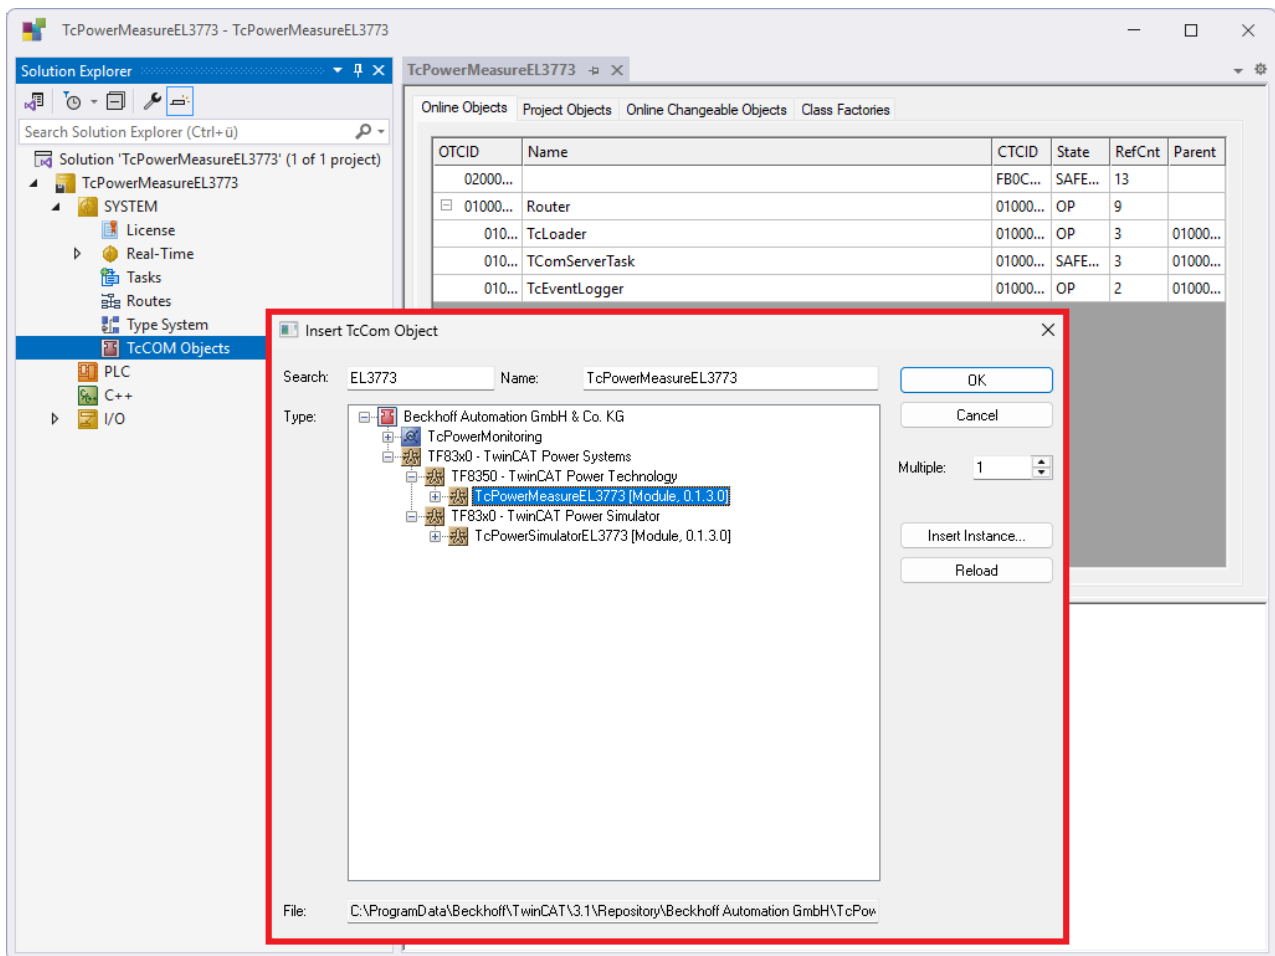 TcPowerMeasureEL3773 - TcPowerMeasureEL3773
Solution Explorer
Search Solution Explorer (Ctrl+ü)
Solution 'TcPowerMeasureEL3773' (1 of 1 project)
TcPowerMeasureEL3773
SYSTEM
License
Real-Time
Tasks
Routes
Type System
TcCOM Objects
PLC
C++
I/O
TcPowerMeasureEL3773
Online Objects Project Objects Online Changeable Objects Class Factories
OTCID Name CTCID State RefCnt Parent
02000... FB0C... SAFE... 13
01000... Router 01000... OP 9
010... TcLoader 01000... OP 3 01000...
010... TComServerTask 01000... SAFE... 3 01000...
010... TcEventLogger 01000... OP 2 01000...
Insert TcCom Object
Search: EL3773 Name: TcPowerMeasureEL3773 OK
Type:
Beckhoff Automation GmbH & Co. KG
TcPowerMonitoring
TF83x0 - TwinCAT Power Systems
TF8350 - TwinCAT Power Technology
TcPowerMeasureEL3773 [Module, 0.1.3.0]
TF83x0 - TwinCAT Power Simulator
TcPowerSimulatorEL3773 [Module, 0.1.3.0]
Cancel
Multiple: 1
Insert Instance...
Reload
File: C:\ProgramData\Beckhoff\TwinCAT\3.1\Repository\Beckhoff Automation GmbH\TcPow